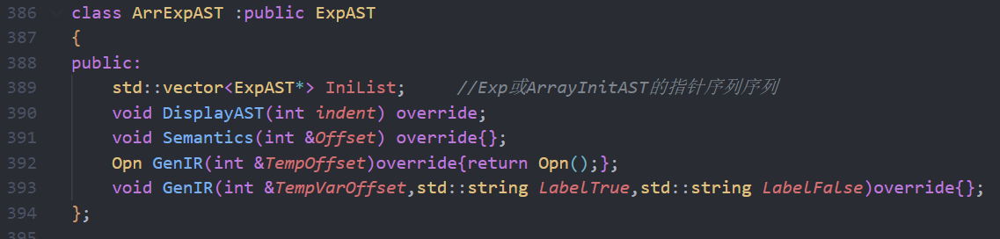 386 class ArrExpAST :public ExpAST
387 {
388 public:
389 std::vector<ExpAST*> IniList; //Exp或ArrayInitAST的指针序列序列
390 void DisplayAST(int indent) override;
391 void Semantics(int &Offset) override{};
392 Opn GenIR(int &TempOffset)override{return Opn();};
393 void GenIR(int &TempVarOffset,std::string LabelTrue,std::string LabelFalse)override{};
394 };
395